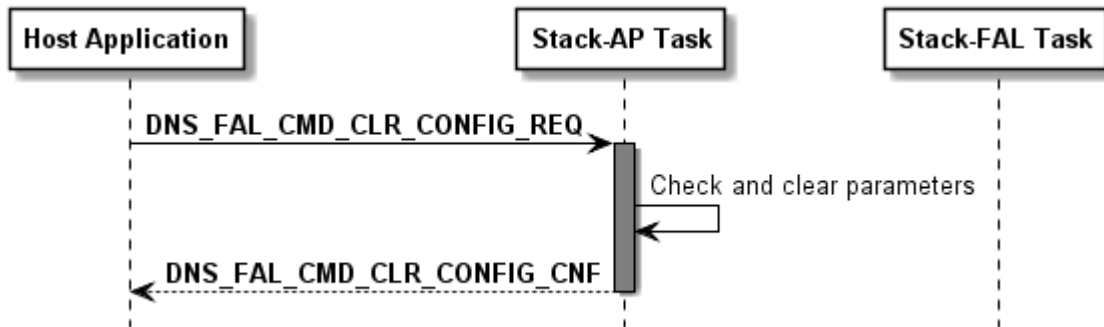 Host Application
Stack-AP Task
Stack-FAL Task
DNS_FAL_CMD_CLR_CONFIG_REQ
Check and clear parameters
DNS_FAL_CMD_CLR_CONFIG_CNF